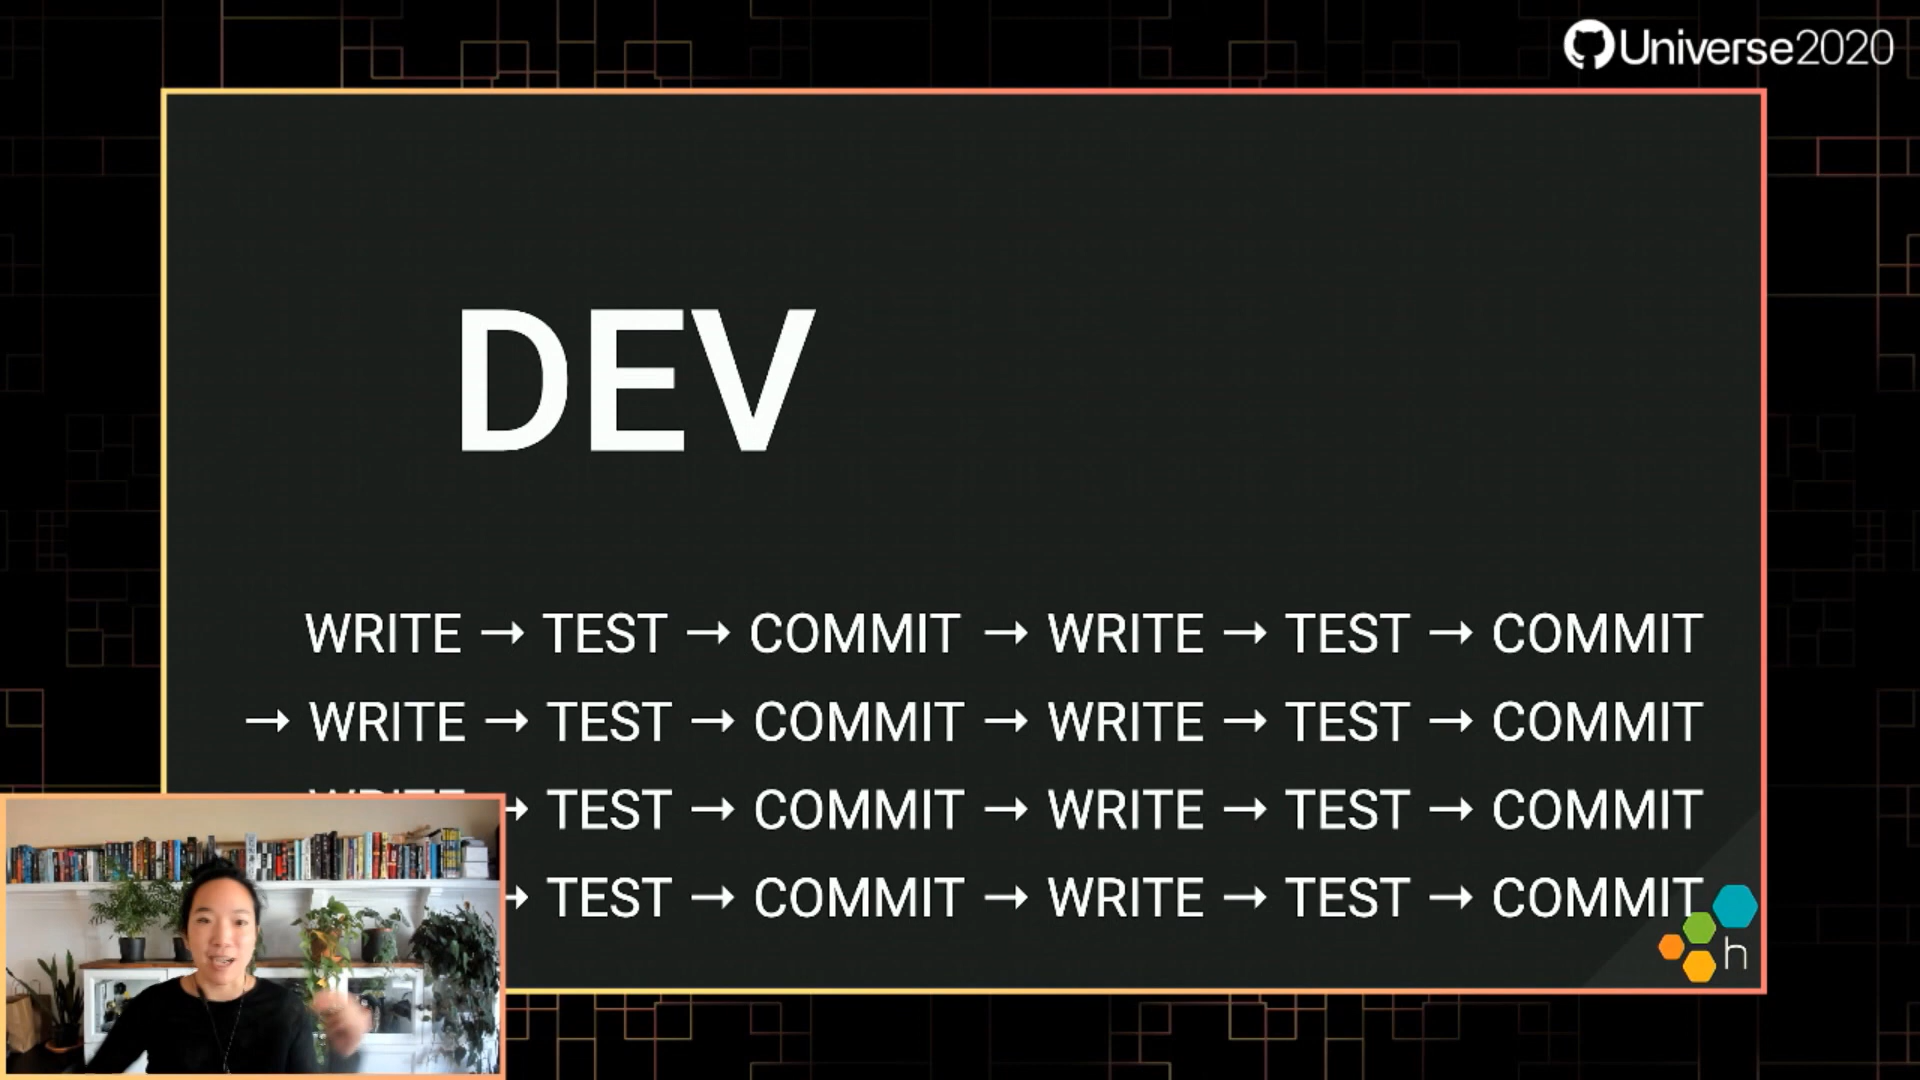 Universe2020
DEV
WRITE → TEST → COMMIT → WRITE → TEST → COMMIT
→ WRITE → TEST → COMMIT → WRITE → TEST → COMMIT
→ TEST → COMMIT → WRITE → TEST → COMMIT
→ TEST → COMMIT → WRITE → TEST → COMMIT
h